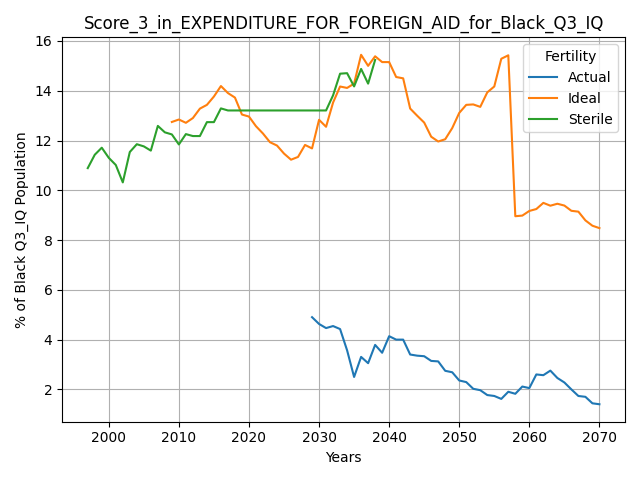 Score_3_in_EXPENDITURE_FOR_FOREIGN_AID_for_Black_Q3_IQ
% of Black Q3_IQ Population
16
14
12
10
8
6
4
2
Fertility
Actual
Ideal
Sterile
2000 2010 2020 2030 2040 2050 2060 2070
Years